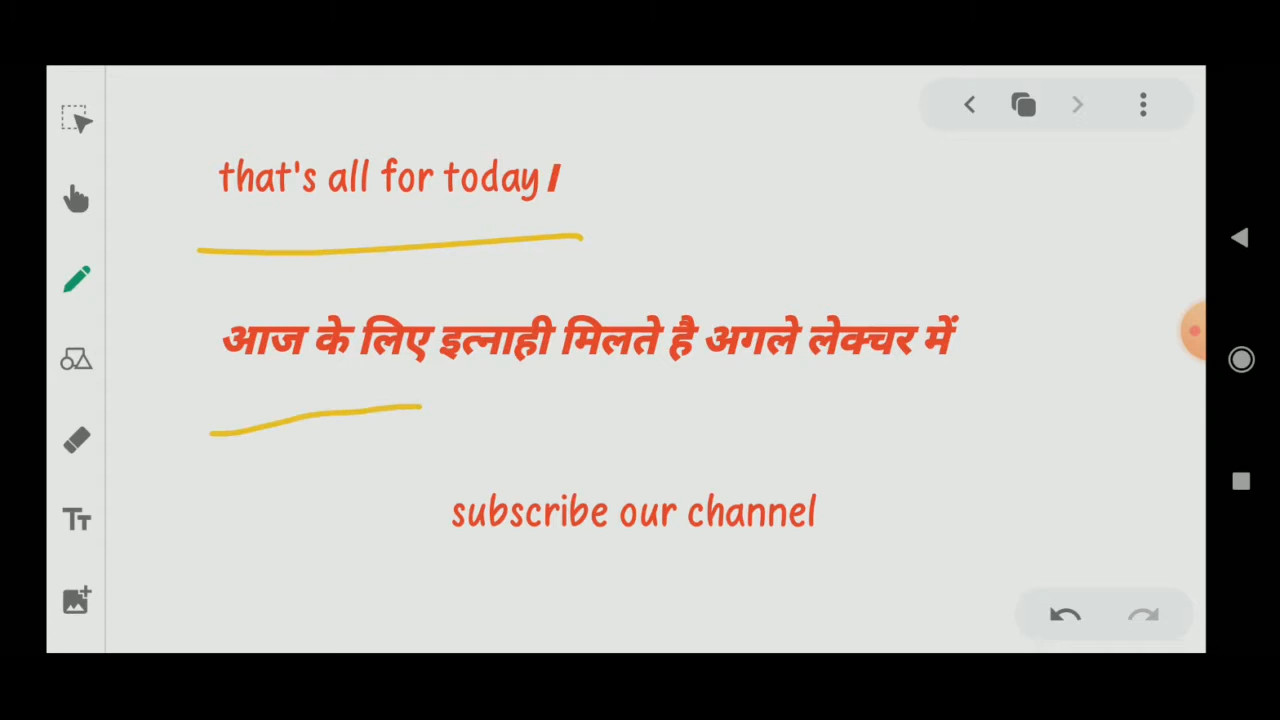 that's all for today।
आज के लिए इत्नाही मिलते है अगले लेक्चर में
subscribe our channel